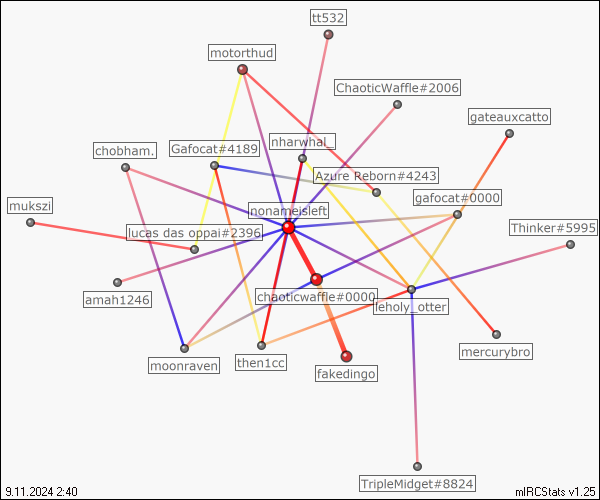 tt532
motorthud
ChaoticWaffle#2006
gateauxcatto
nharwhal_
Gafocat#4189
chobham.
Azure Reborn#4243
gafocat#0000
mukszi
nonameisleft
Thinker#5995
lucas das oppai#2396
amah1246
chaoticwaffle#0000
leholy_otter
mercurybro
moonraven
then1cc
fakedingo
TripleMidget#8824
9.11.2024 2:40
mIRCStats v1.25